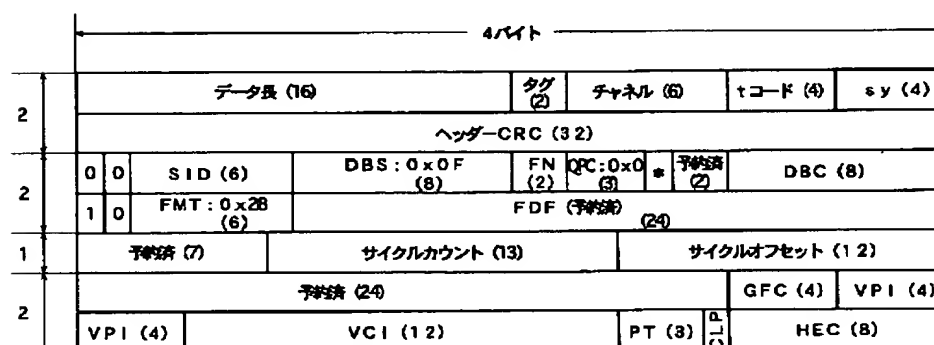 4バイト
データ長 (16) タグ (2) チャネル (6) tコード (4) sy (4)
2
ヘッダーCRC (32)
0 0 SID (6) DBS:0x0F (8) FN (2) QPC:0x0 (3) * 予約済 (2) DBC (8)
2
1 0 FMT:0x2B (6) FDF (予約済) (24)
1 予約済 (7) サイクルカウント (13) サイクルオフセット (12)
予約済 (24) GFC (4) VPI (4)
2
VPI (4) VCI (12) PT (3) CLP HEC (8)